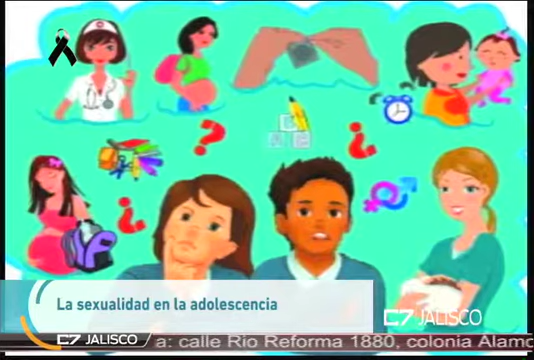 ?
¿
¿
La sexualidad en la adolescencia
C7 JALISCO
C7 JALISCO
a: calle Río Reforma 1880, colonia Alamo